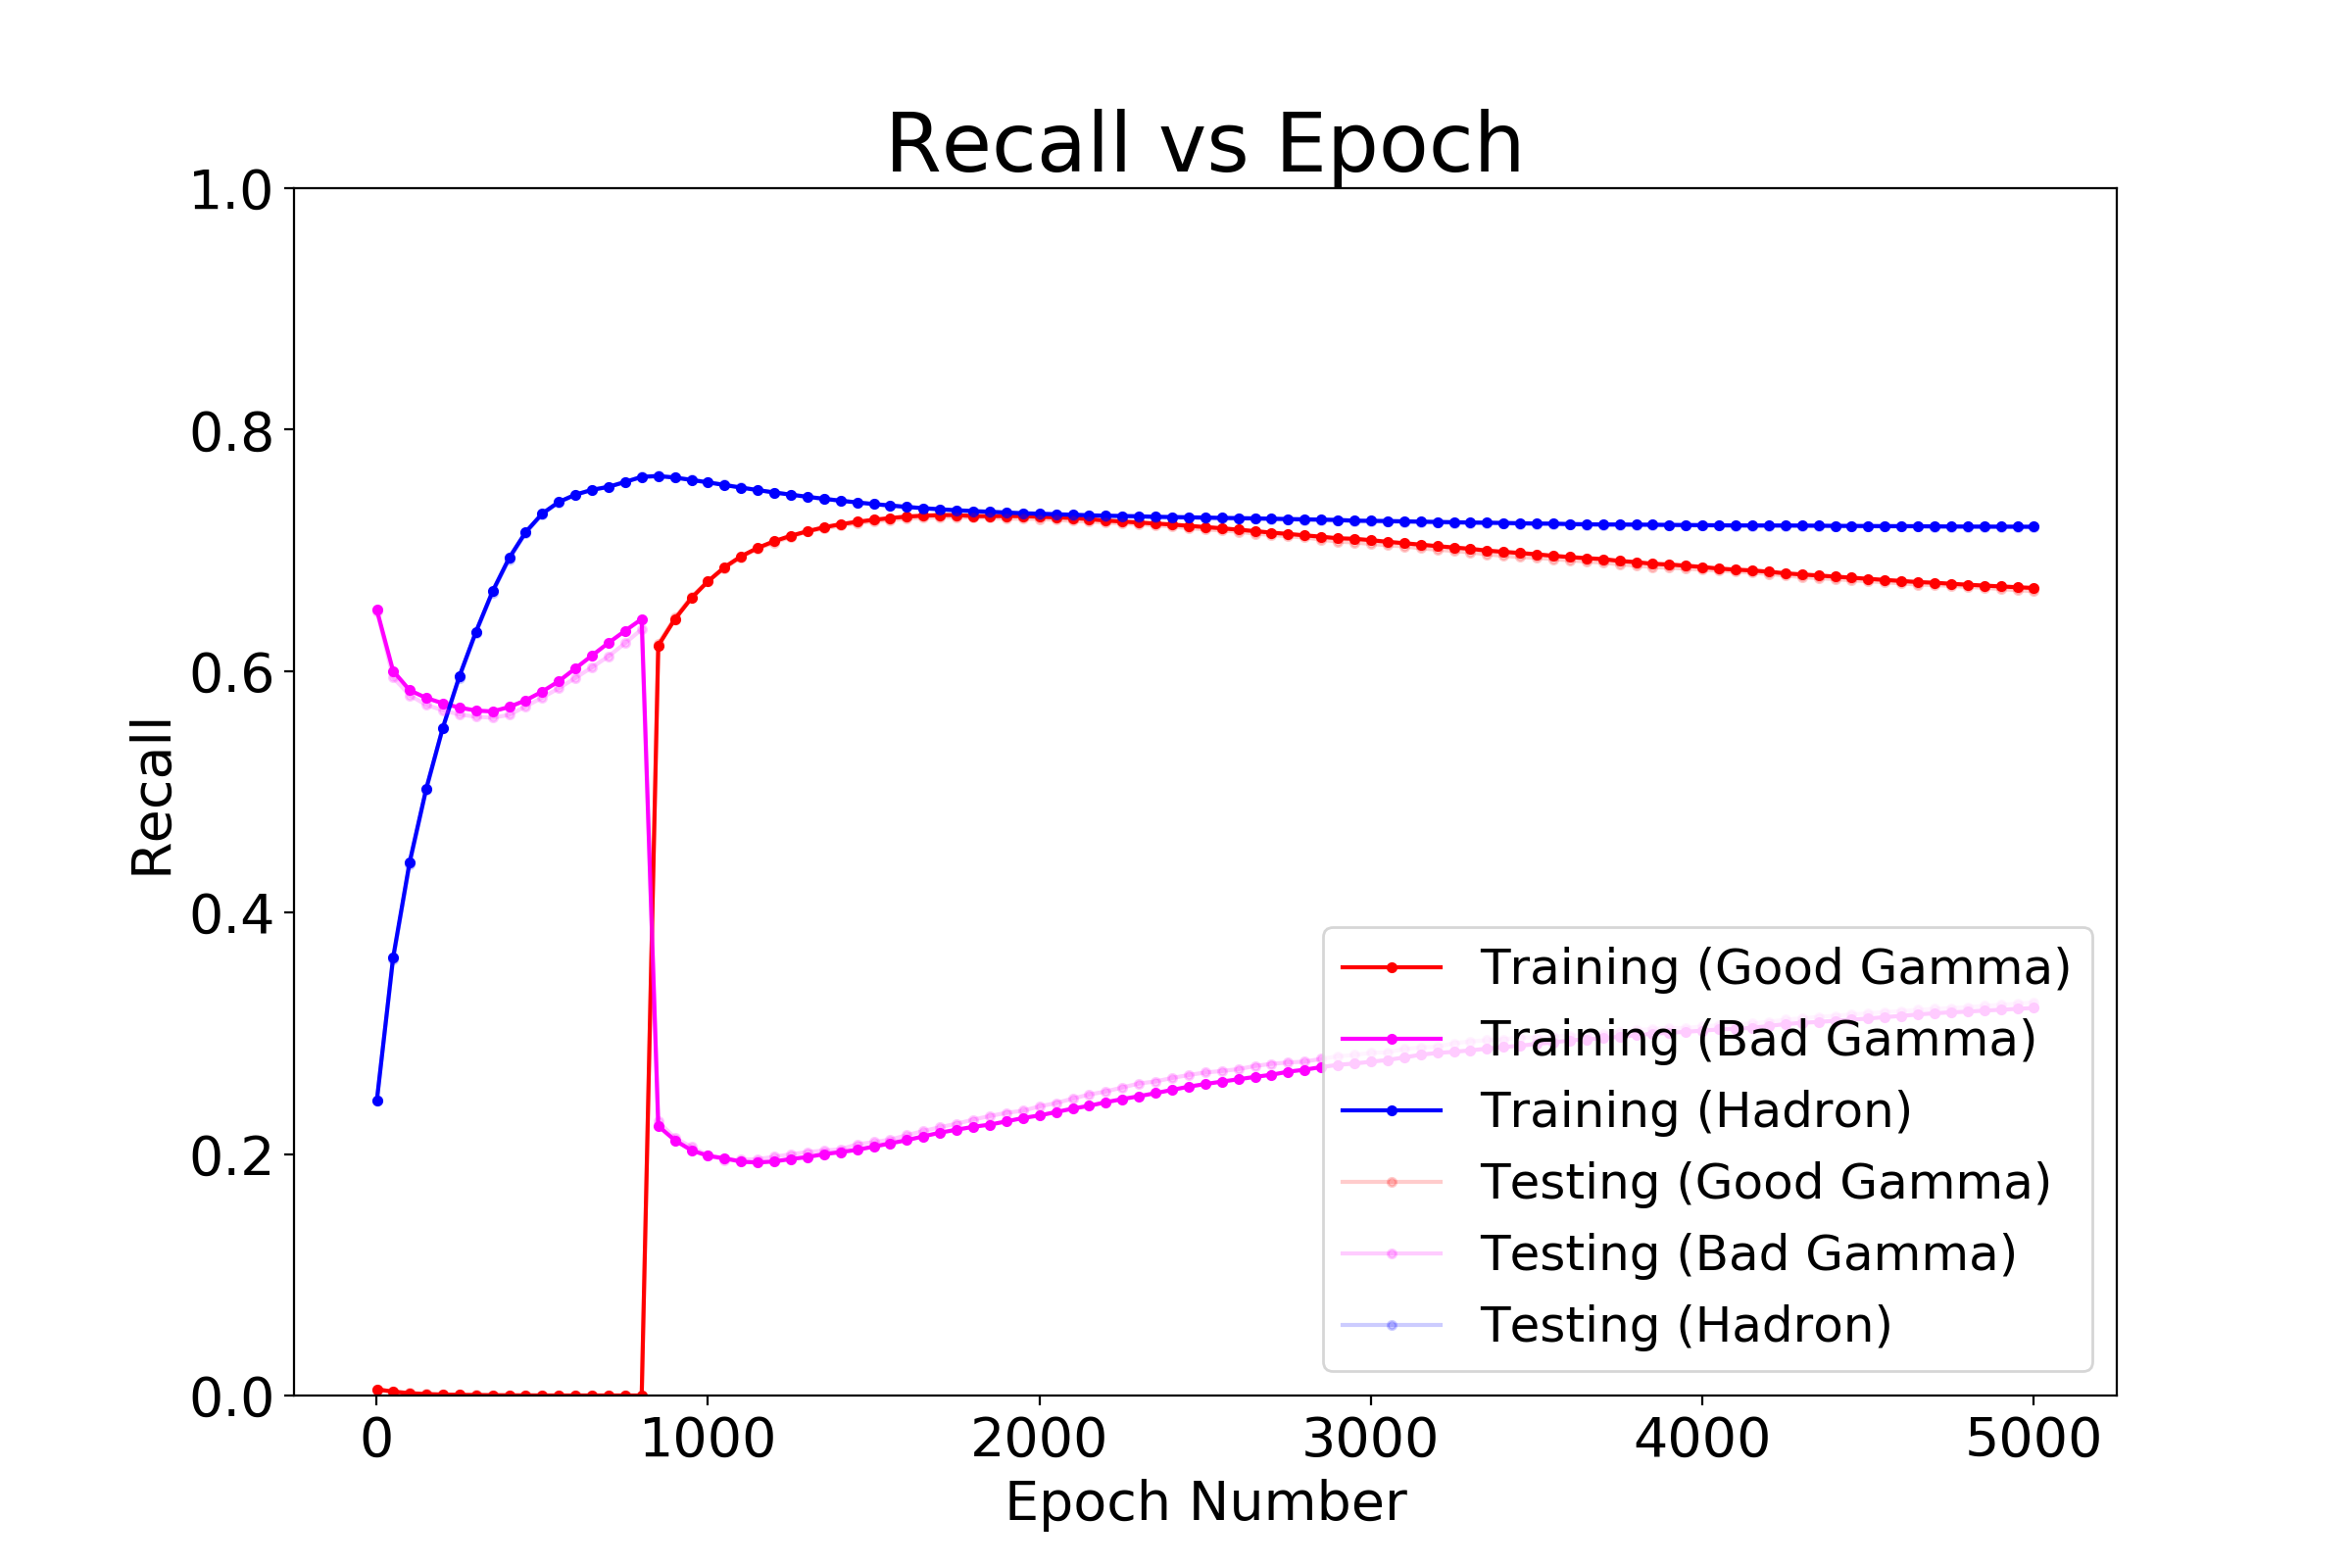 Recall vs Epoch
1.0
0.8
0.6
0.4
0.2
0.0
Recall
Training (Good Gamma)
Training (Bad Gamma)
Training (Hadron)
Testing (Good Gamma)
Testing (Bad Gamma)
Testing (Hadron)
0 1000 2000 3000 4000 5000
Epoch Number